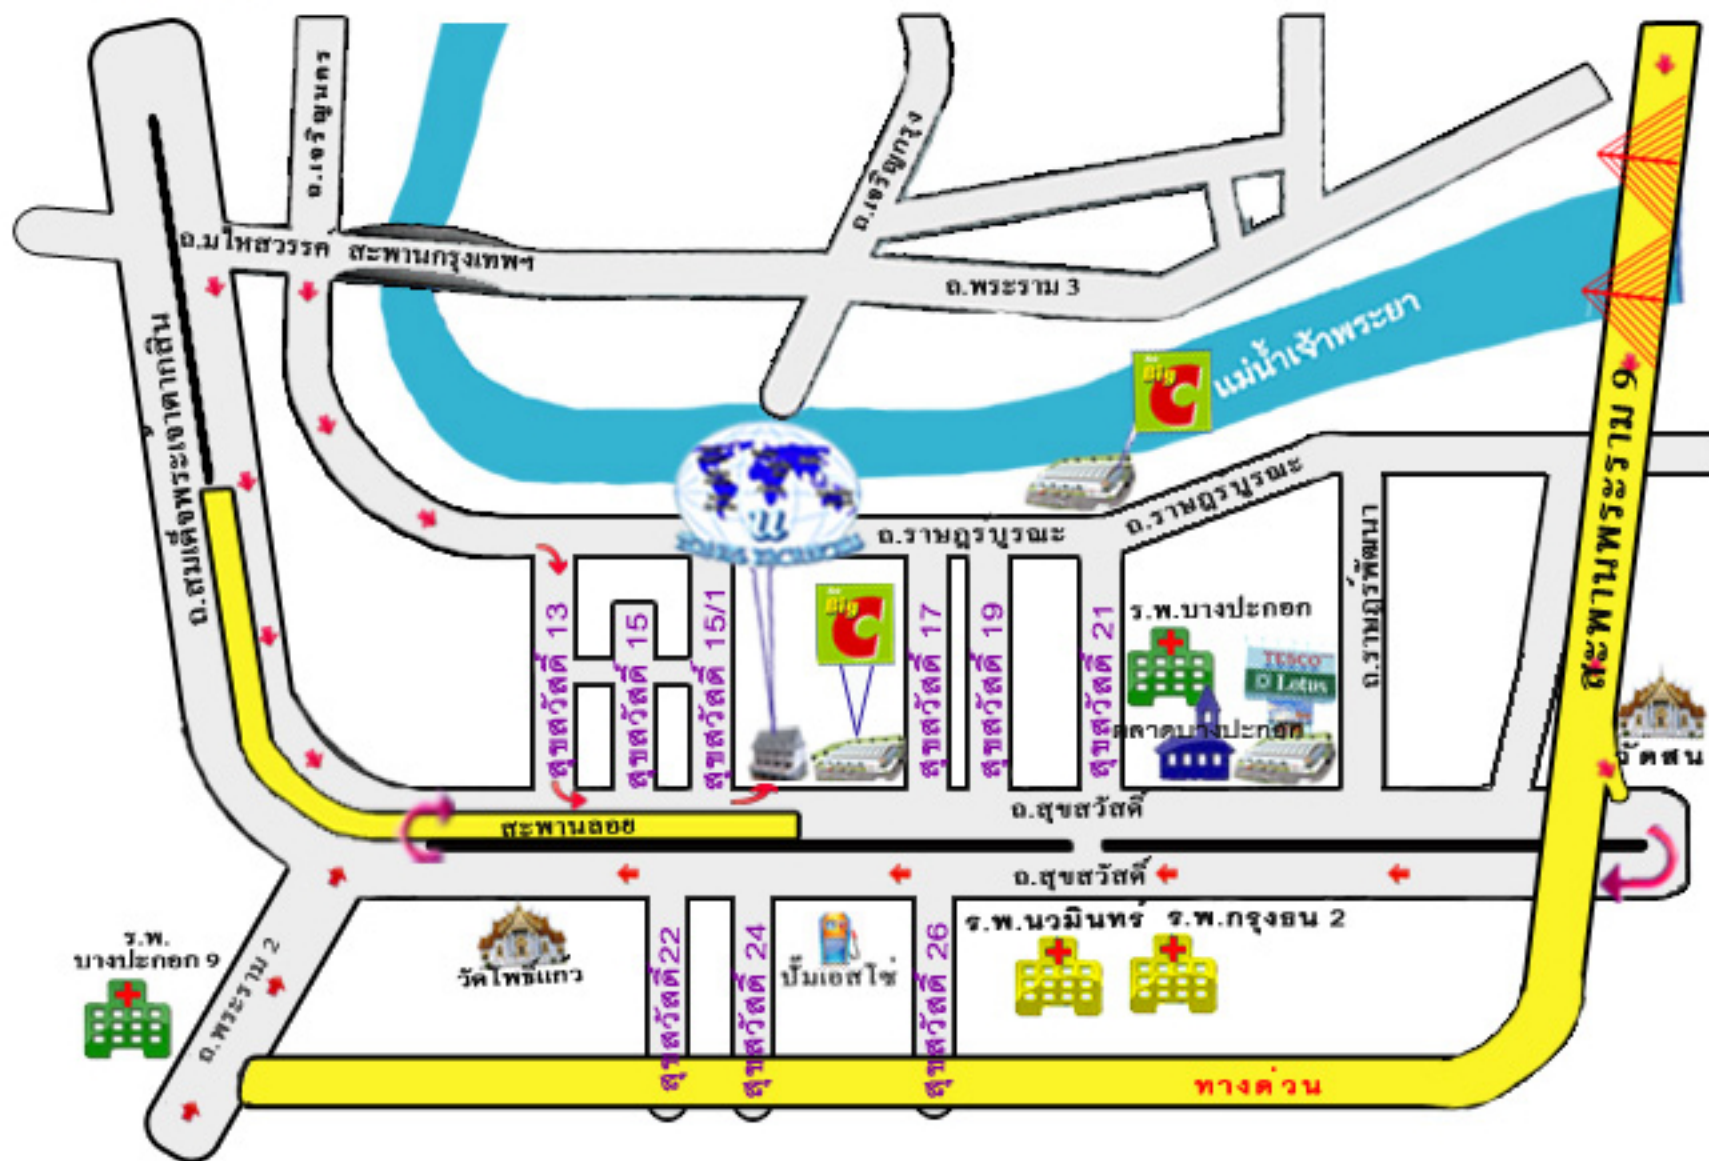 ถ.เจริญนคร
ถ.เจริญกรุง
ถ.มไหสวรรค์
สะพานกรุงเทพฯ
ถ.พระราม 3
แม่น้ำเจ้าพระยา
Big
C
ถ.สมเด็จพระเจ้าตากสิน
สะพานพระราม 9
ถ.ราษฎร์บูรณะ
ถ.ราษฎร์บูรณะ
Big
C
สุขสวัสดิ์ 13
สุขสวัสดิ์ 15
สุขสวัสดิ์ 15/1
สุขสวัสดิ์ 17
สุขสวัสดิ์ 19
สุขสวัสดิ์ 21
ร.พ.บางปะกอก
TESCO
Lotus
ตลาดบางปะกอก
วัดสน
สะพานลอย
ถ.สุขสวัสดิ์
ถ.สุขสวัสดิ์
ร.พ.
บางปะกอก 9
ถ.พระราม 2
วัดโพธิ์แก้ว
สุขสวัสดิ์22
สุขสวัสดิ์ 24
ปั๊มเอสโซ่
สุขสวัสดิ์ 26
ร.พ.นวมินทร์
ร.พ.กรุงธน 2
ทางด่วน